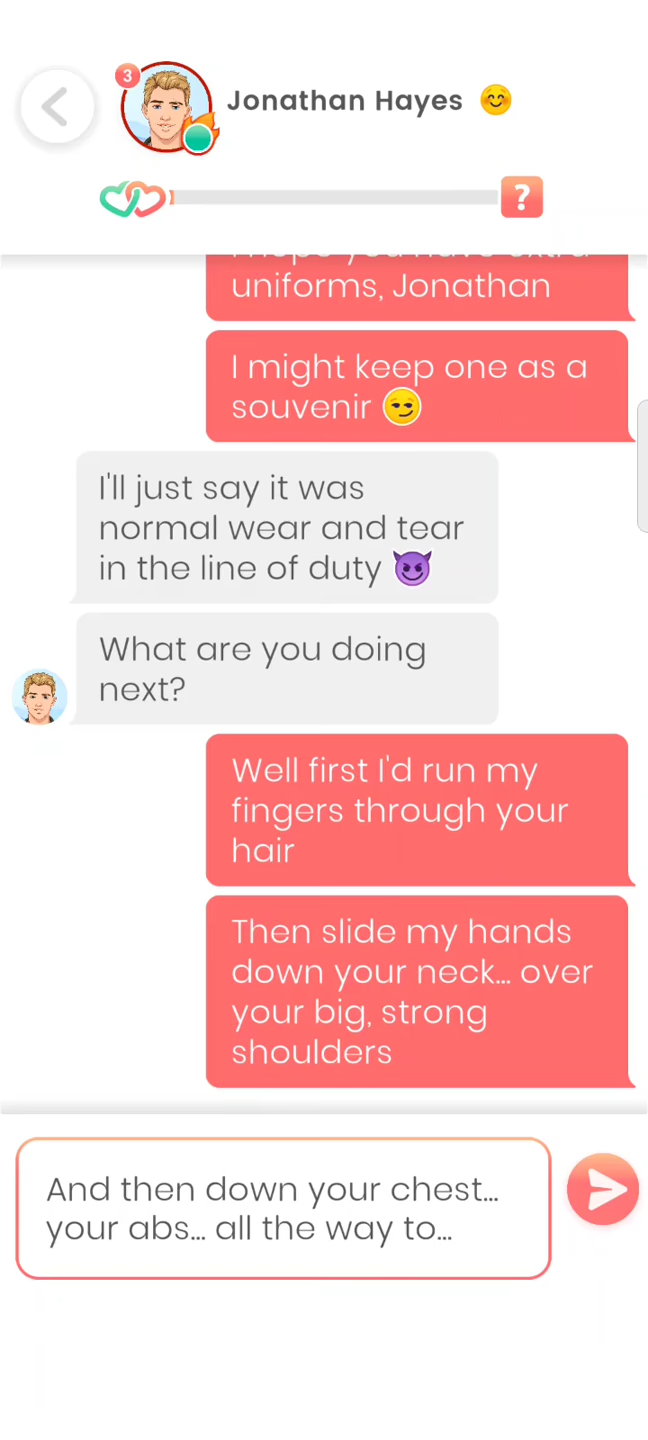 3
Jonathan Hayes 😊
?
uniforms, Jonathan
I might keep one as a
souvenir 😏
I'll just say it was
normal wear and tear
in the line of duty 😈
What are you doing
next?
Well first I'd run my
fingers through your
hair
Then slide my hands
down your neck... over
your big, strong
shoulders
And then down your chest...
your abs... all the way to...